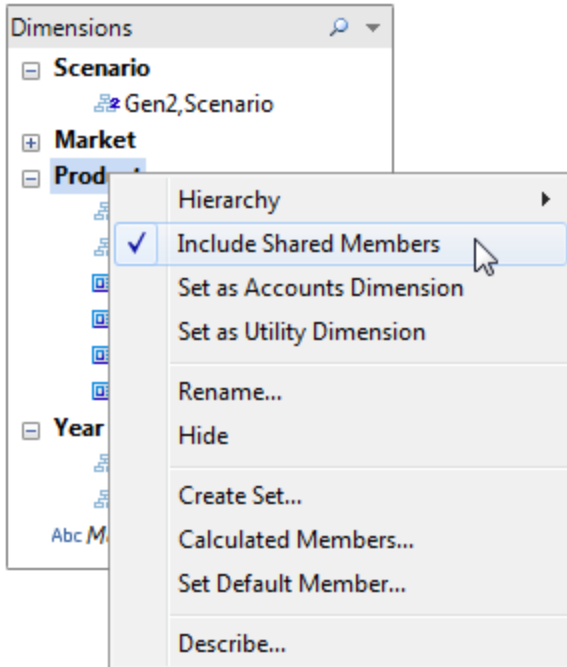 Dimensions
Scenario
Gen2,Scenario
Market
Hierarchy
Include Shared Members
Set as Accounts Dimension
Set as Utility Dimension
Rename...
Hide
Year
Create Set...
Abc
Calculated Members...
Set Default Member...
Describe...